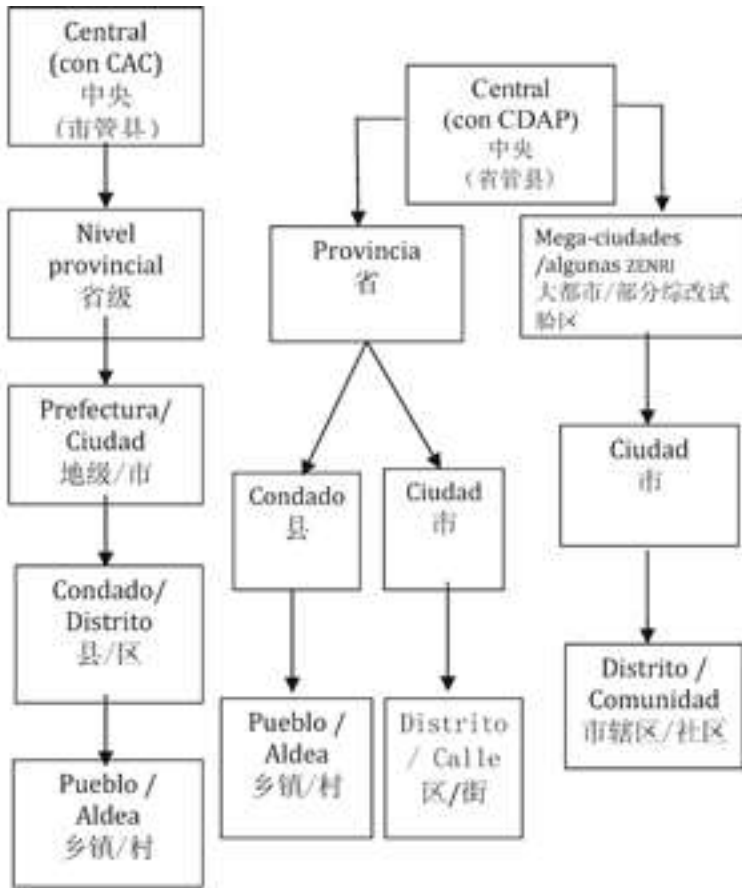 Central
(con CAC)
中央
（市管县）
Nivel
provincial
省级
Prefectura/
Ciudad
地级/市
Condado/
Distrito
县/区
Pueblo /
Aldea
乡镇/村
Central
(con CDAP)
中央
（省管县）
Provincia
省
Condado
县
Pueblo /
Aldea
乡镇/村
Ciudad
市
Distrito
/ Calle
区/街
Mega-ciudades
/algunas ZENRI
大都市/部分综改试
验区
Ciudad
市
Distrito /
Comunidad
市辖区/社区